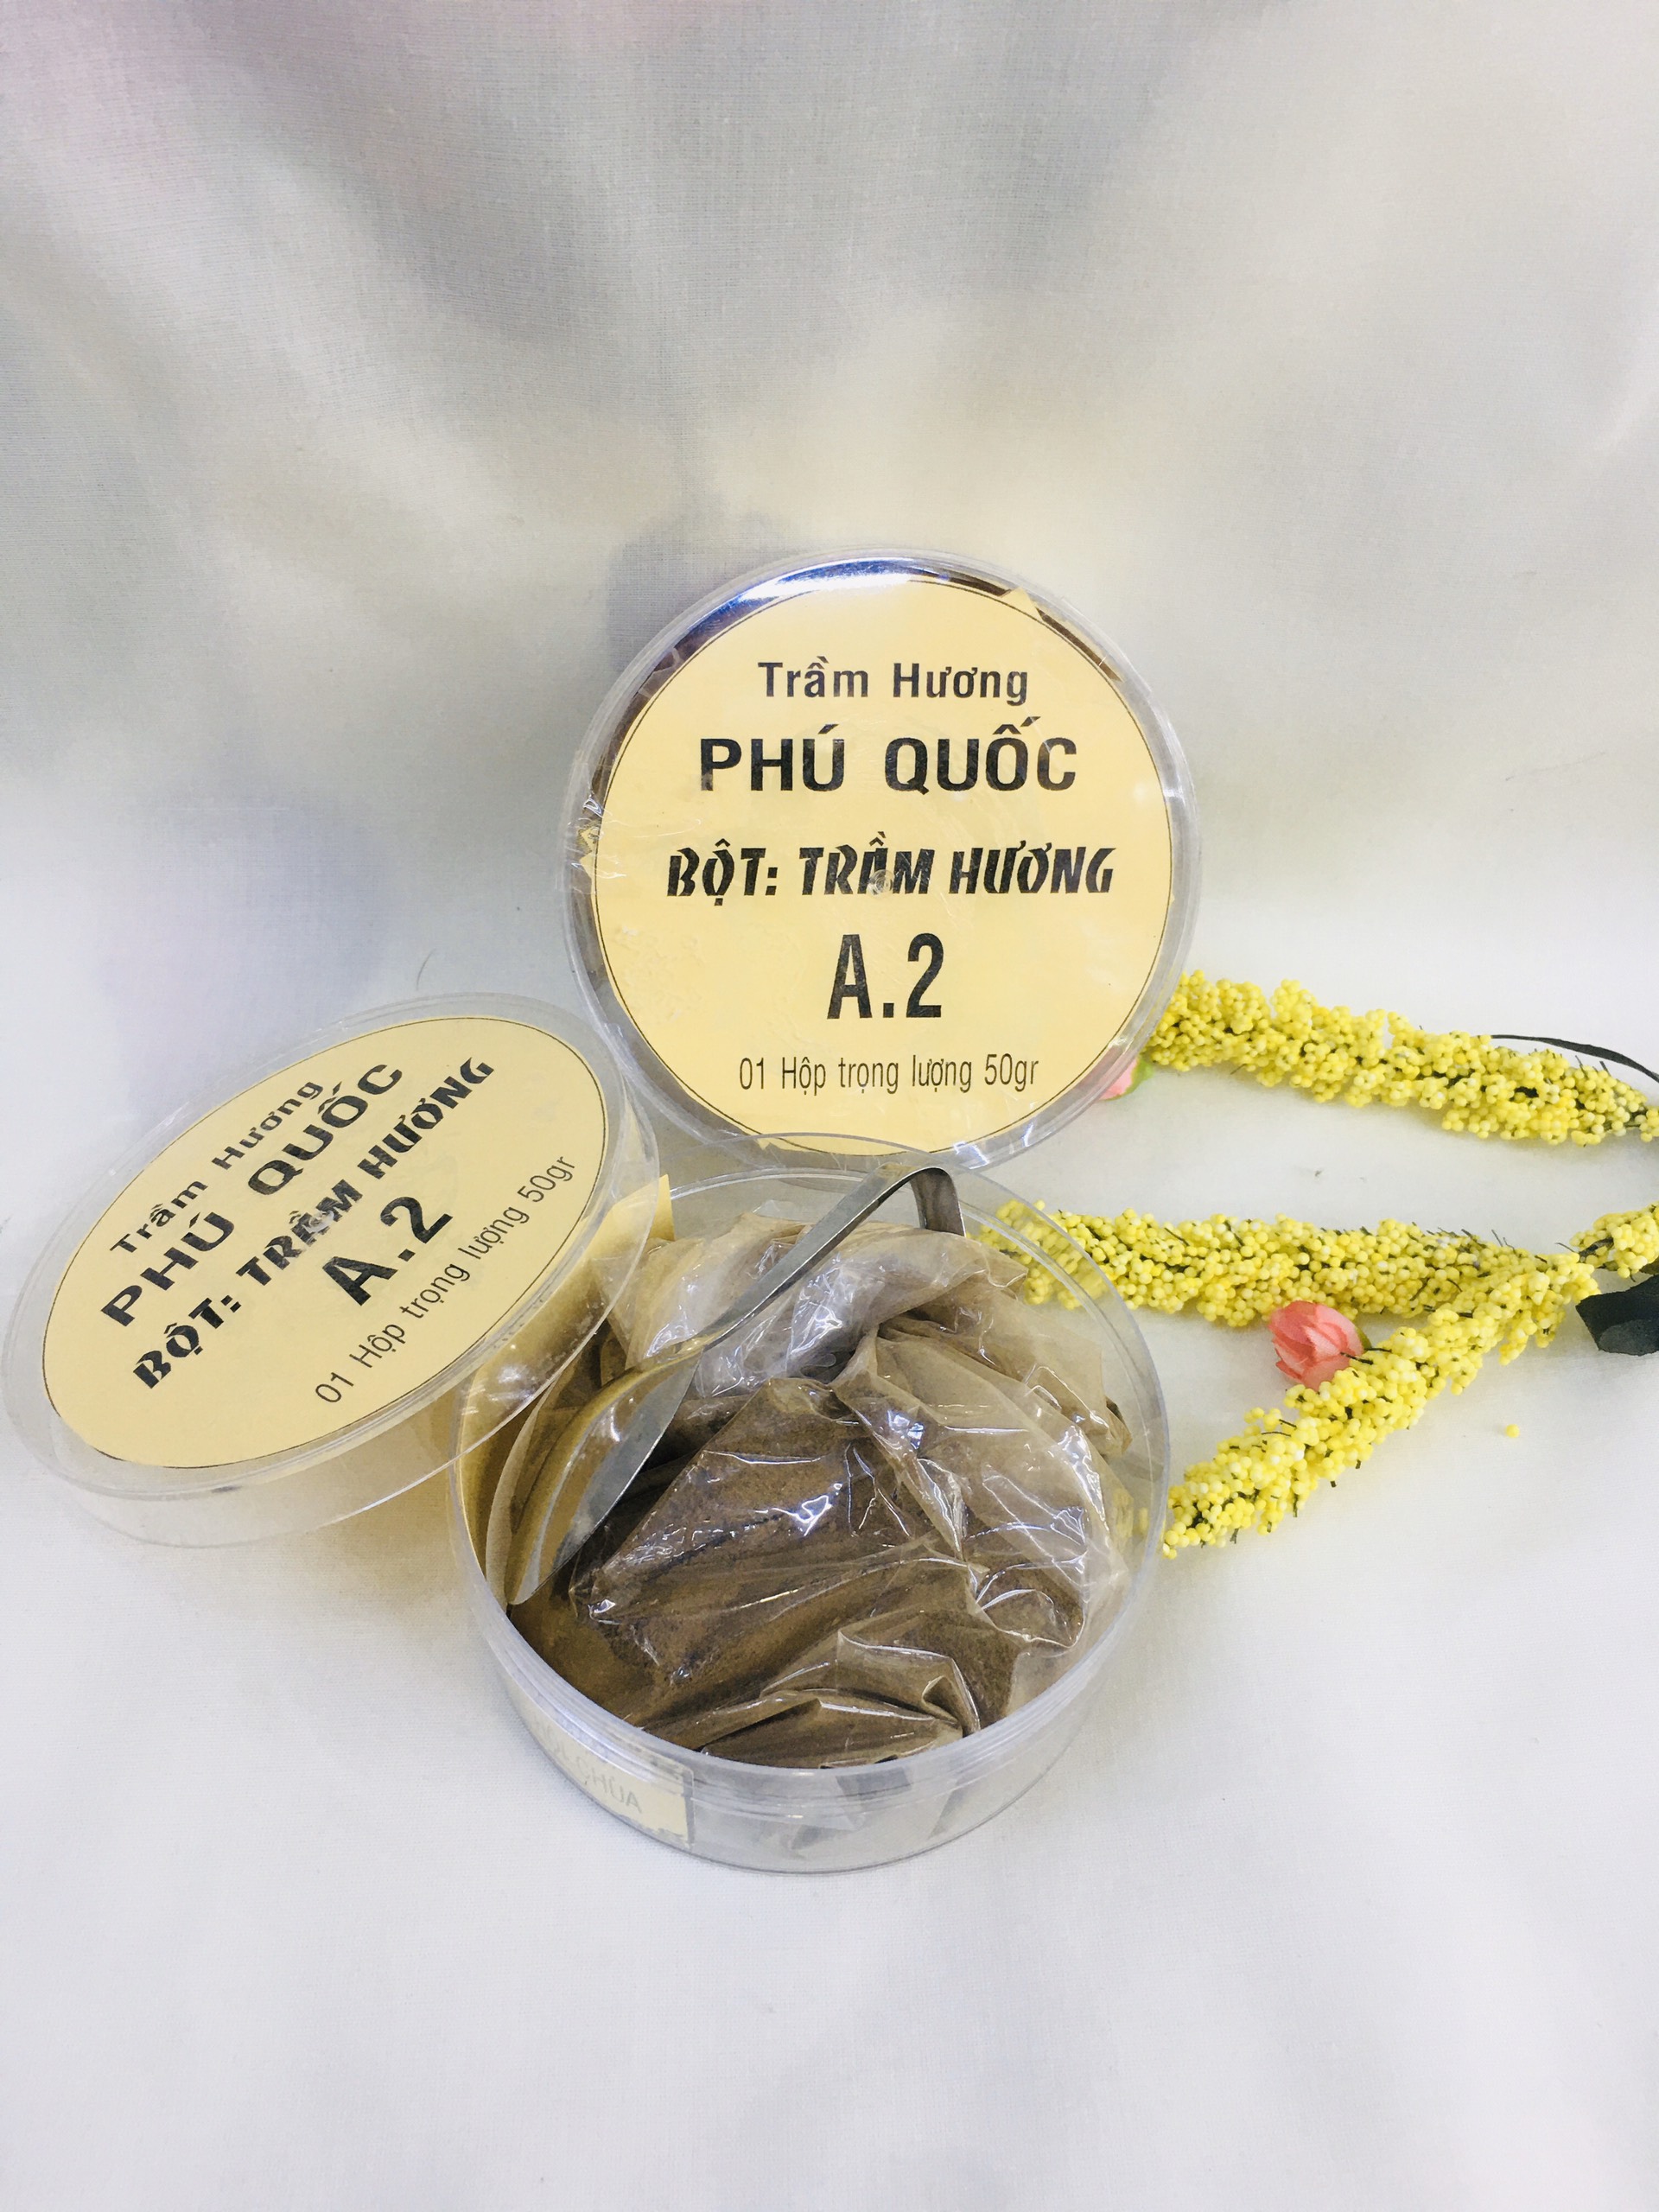 Trầm Hương
PHÚ QUỐC
BỘT: TRẦM HƯƠNG
A.2
01 Hộp trọng lượng 50gr
Trầm Hương
PHÚ QUỐC
BỘT: TRẦM HƯƠNG
A.2
01 Hộp trọng lượng 50gr